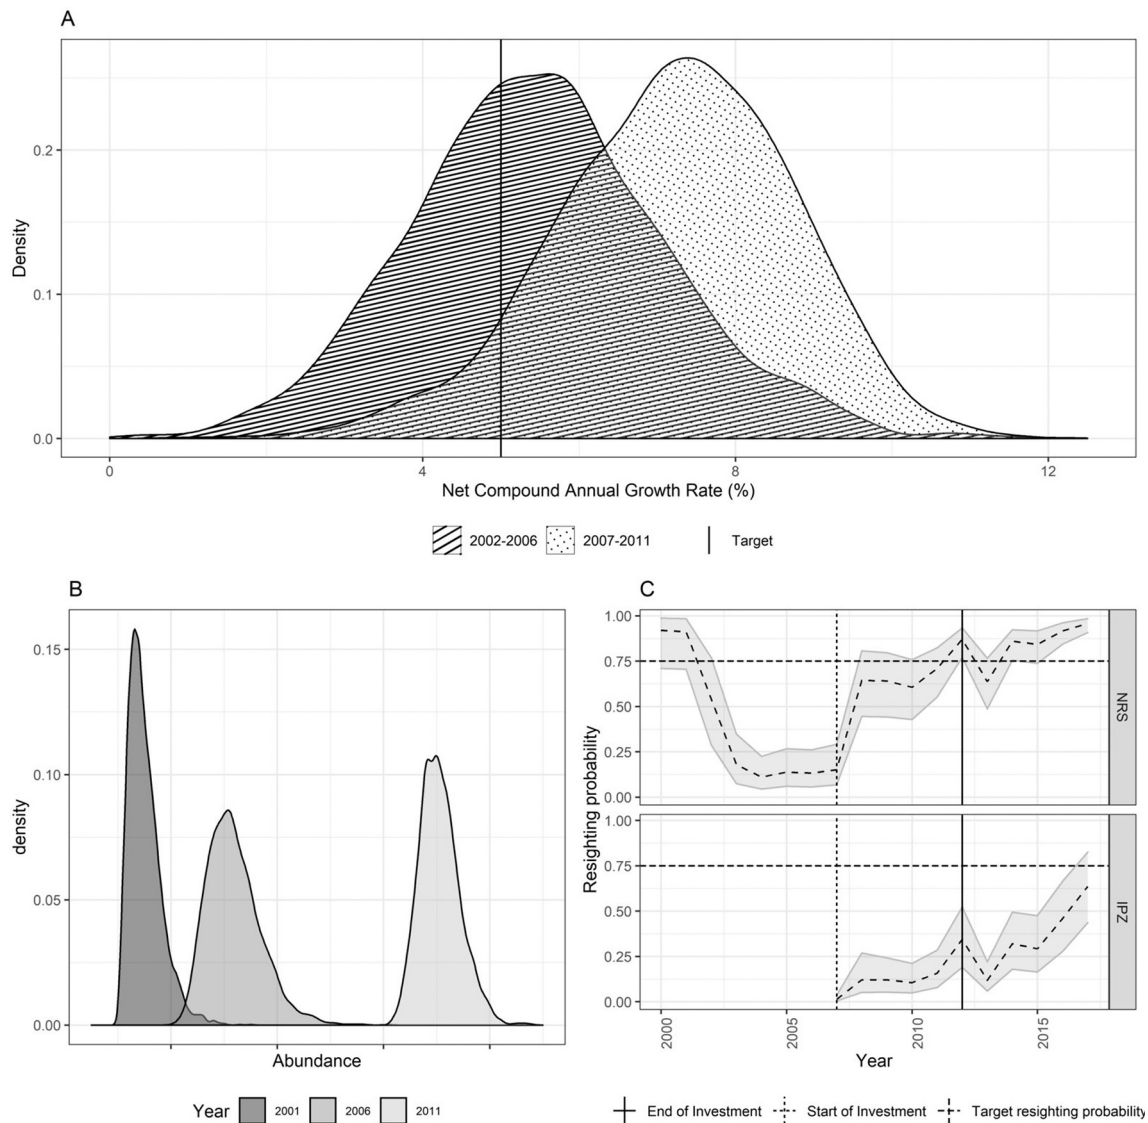 A
Density
0.2
0.1
0.0
0
4
8
12
Net Compound Annual Growth Rate (%)
2002-2006
2007-2011
Target
B
density
0.15
0.10
0.05
0.00
Abundance
Year
2001
2006
2011
C
Resighting probability
1.00
0.75
0.50
0.25
0.00
NRS
1.00
0.75
0.50
0.25
0.00
IPZ
2000
2005
2010
2015
Year
End of Investment
Start of Investment
Target resighting probability